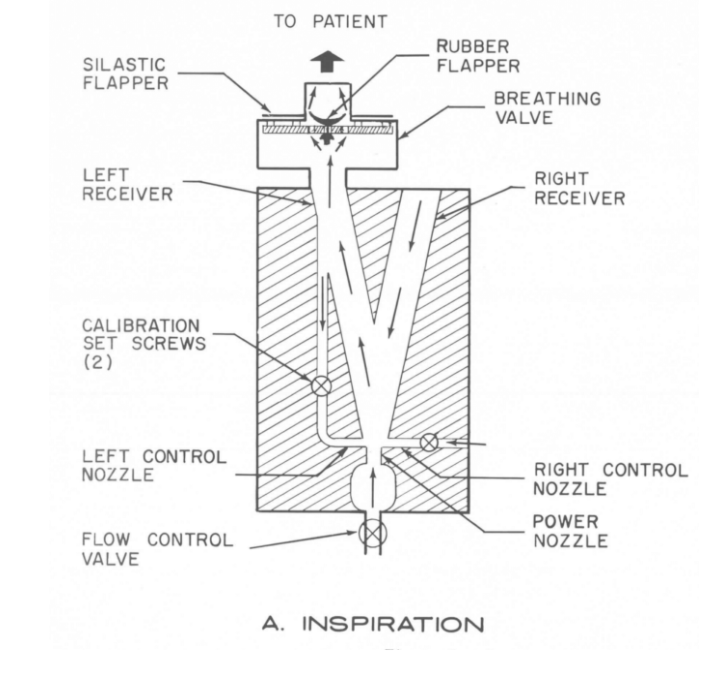 TO PATIENT
RUBBER
FLAPPER
SILASTIC
FLAPPER
BREATHING
VALVE
LEFT
RECEIVER
RIGHT
RECEIVER
CALIBRATION
SET SCREWS
(2)
LEFT CONTROL
NOZZLE
RIGHT CONTROL
NOZZLE
POWER
NOZZLE
FLOW CONTROL
VALVE
A. INSPIRATION